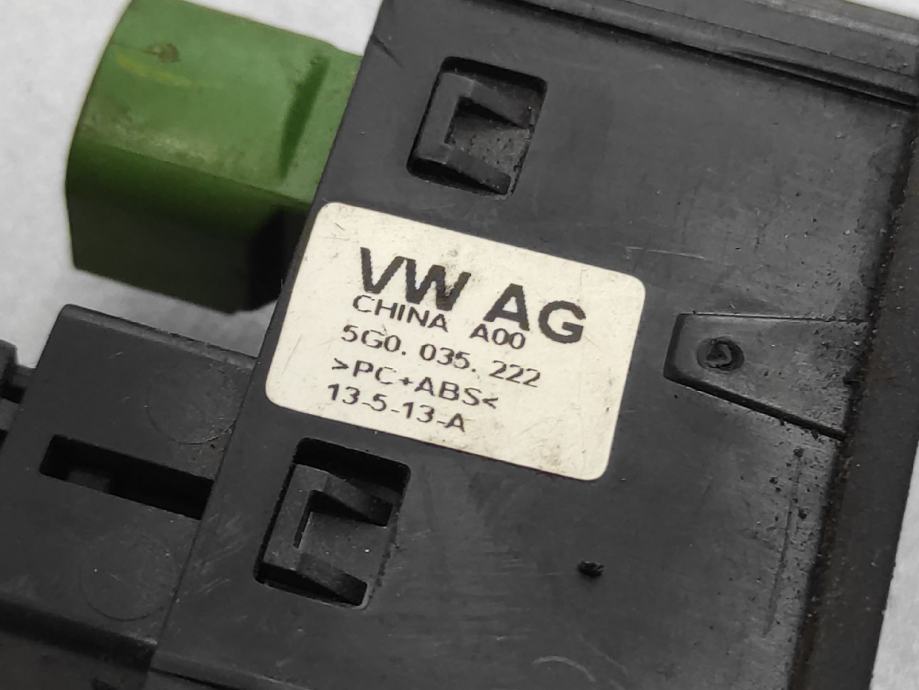 VW AG
CHINA A00
5G0. 035. 222
>PC+ABS<
13-5-13-A